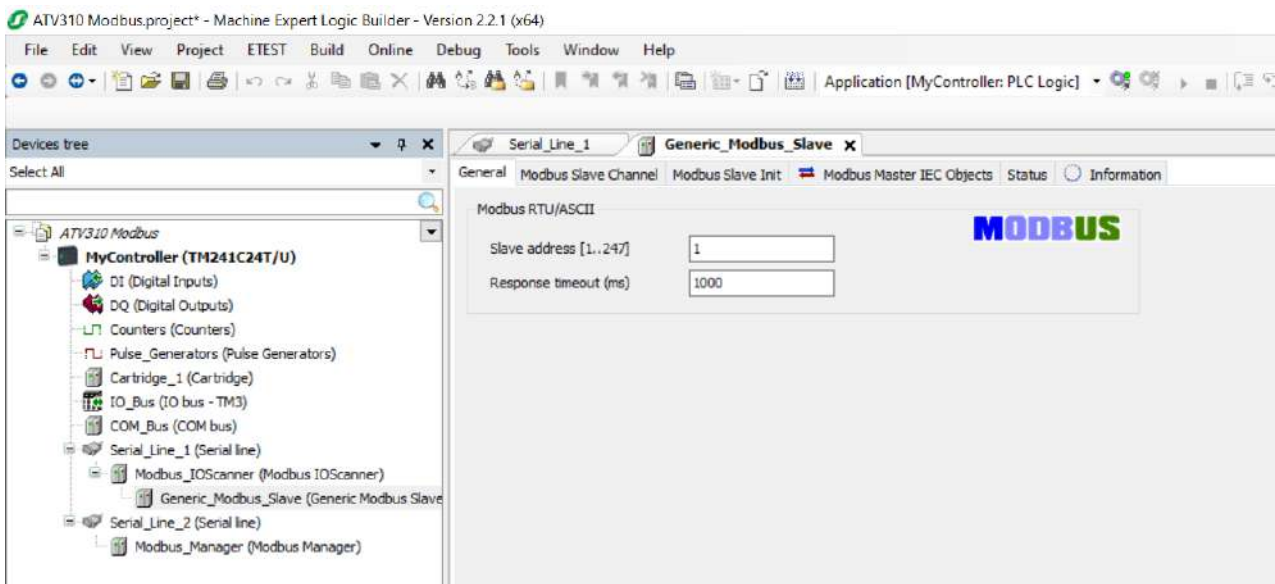 ATV310 Modbus.project* - Machine Expert Logic Builder - Version 2.2.1 (x64)
File Edit View Project ETEST Build Online Debug Tools Window Help
Application [MyController: PLC Logic]
Devices tree
Select All
ATV310 Modbus
MyController (TM241C24T/U)
DI (Digital Inputs)
DQ (Digital Outputs)
Counters (Counters)
Pulse_Generators (Pulse Generators)
Cartridge_1 (Cartridge)
IO_Bus (IO bus - TM3)
COM_Bus (COM bus)
Serial_Line_1 (Serial line)
Modbus_IOScanner (Modbus IOScanner)
Generic_Modbus_Slave (Generic Modbus Slave
Serial_Line_2 (Serial line)
Modbus_Manager (Modbus Manager)
Serial_Line_1 Generic_Modbus_Slave
General Modbus Slave Channel Modbus Slave Init Modbus Master IEC Objects Status Information
Modbus RTU/ASCII
MODBUS
Slave address [1..247] 1
Response timeout (ms) 1000